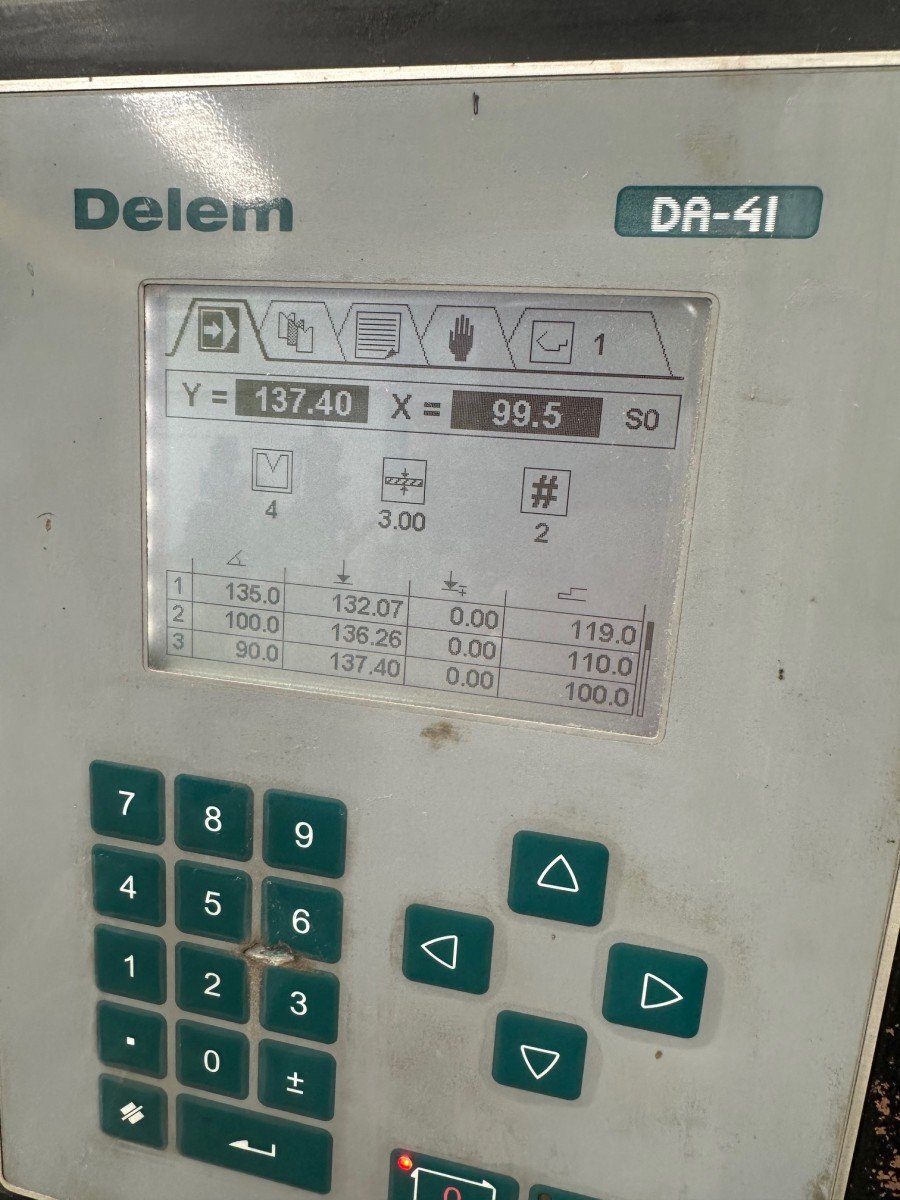 Delem
DA-41
1
Y = 137.40 X = 99.5 S0
#
4 3.00 2
1 135.0 132.07 0.00 119.0
2 100.0 136.26 0.00 110.0
3 90.0 137.40 0.00 100.0
7 8 9
4 5 6
1 2 3
. 0 ±
0